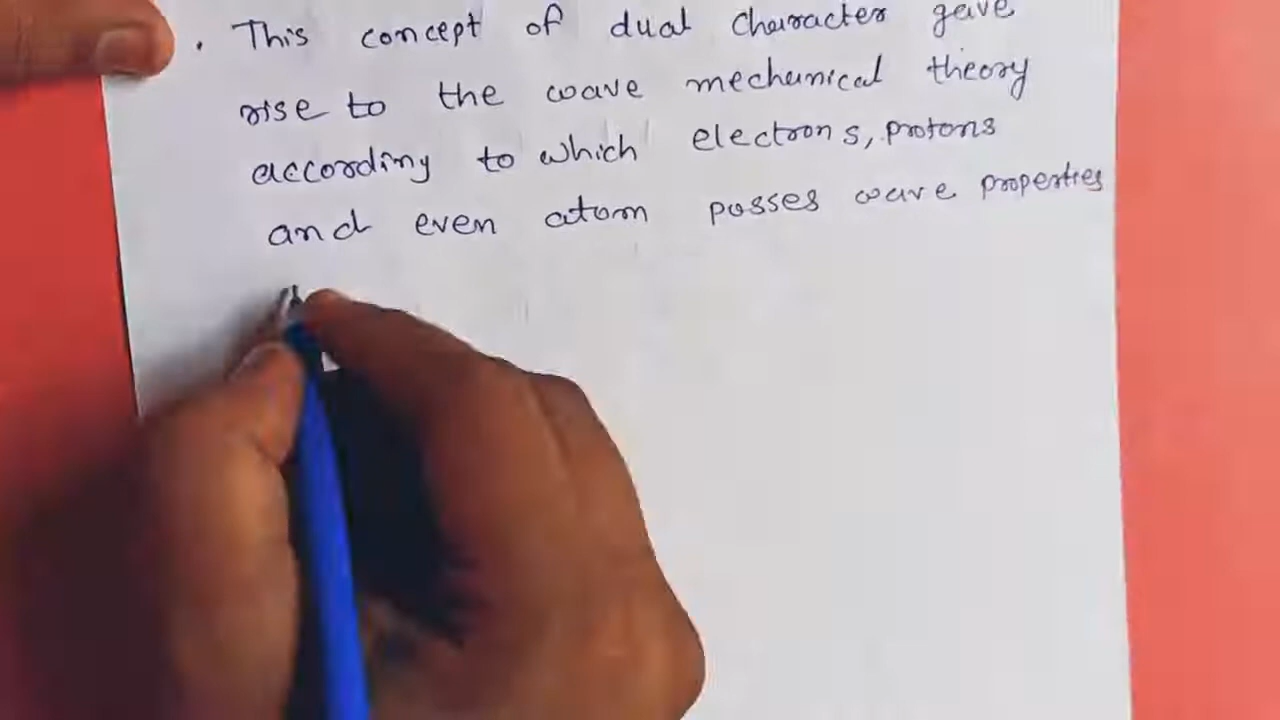 . This concept of dual character gave
rise to the wave mechanical theory
according to which electrons, protons
and even atom posses wave properties